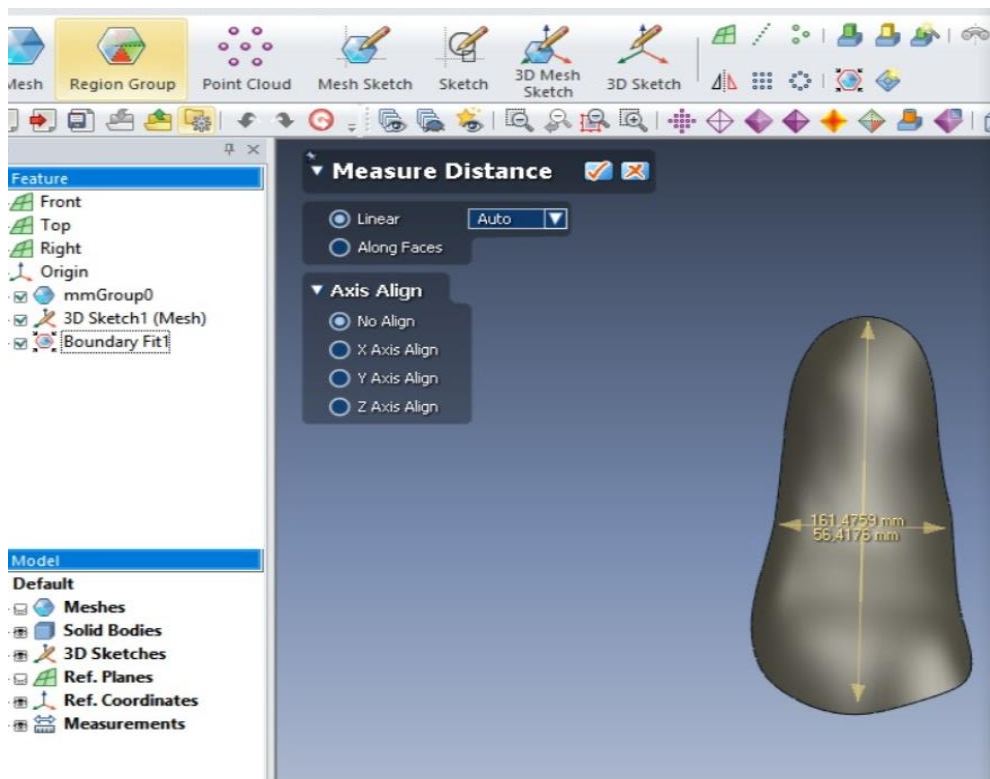 Mesh
Region Group
Point Cloud
Mesh Sketch
Sketch
3D Mesh
Sketch
3D Sketch
Feature
Front
Top
Right
Origin
mmGroup0
3D Sketch1 (Mesh)
Boundary Fit1
Model
Default
Meshes
Solid Bodies
3D Sketches
Ref. Planes
Ref. Coordinates
Measurements
Measure Distance
Linear Auto
Along Faces
Axis Align
No Align
X Axis Align
Y Axis Align
Z Axis Align
161,4759 mm
56,4176 mm